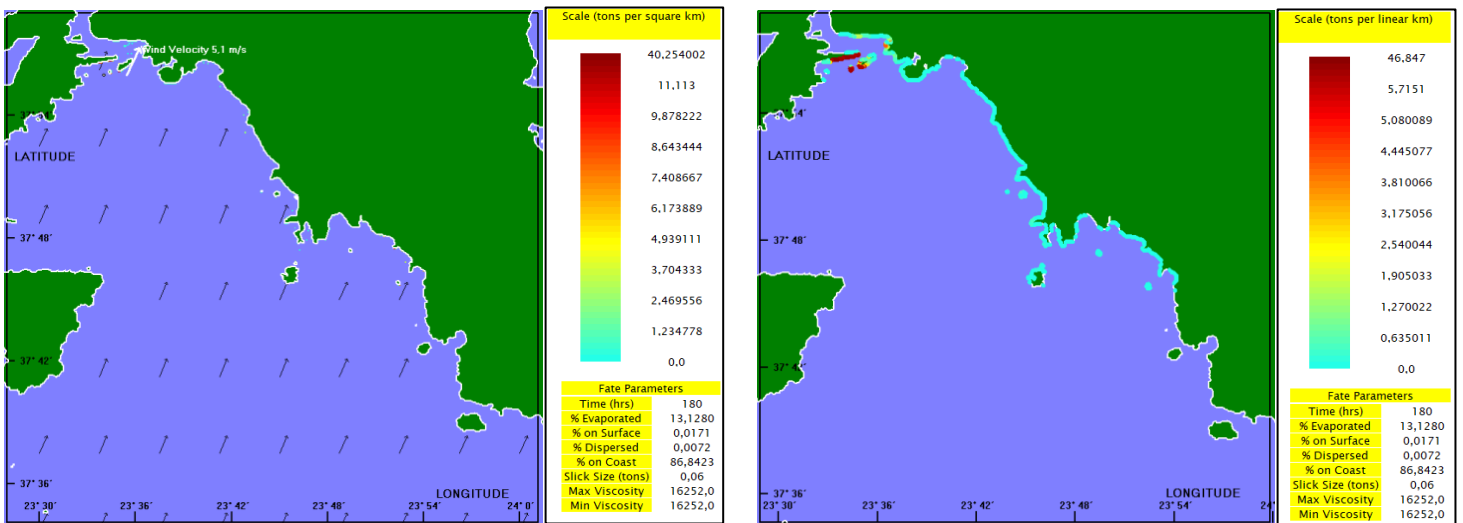 Scale (tons per square km)
40,254002
11,113
9,878222
8,643444
7,408667
6,173889
4,939111
3,704333
2,469556
1,234778
0,0
Wind Velocity 5,1 m/s
LATITUDE
37° 48´
37° 42´
37° 36´
LONGITUDE
23° 30´ 23° 36´ 23° 42´ 23° 48´ 23° 54´ 24° 0´
Fate Parameters
Time (hrs) 180
% Evaporated 13,1280
% on Surface 0,0171
% Dispersed 0,0072
% on Coast 86,8423
Slick Size (tons) 0,06
Max Viscosity 16252,0
Min Viscosity 16252,0
Scale (tons per linear km)
46,847
5,7151
5,080089
4,445077
3,810066
3,175056
2,540044
1,905033
1,270022
0,635011
0,0
LATITUDE
37° 48´
37° 42´
37° 36´
LONGITUDE
23° 30´ 23° 36´ 23° 42´ 23° 48´ 23° 54´ 24°
Fate Parameters
Time (hrs) 180
% Evaporated 13,1280
% on Surface 0,0171
% Dispersed 0,0072
% on Coast 86,8423
Slick Size (tons) 0,06
Max Viscosity 16252,0
Min Viscosity 16252,0